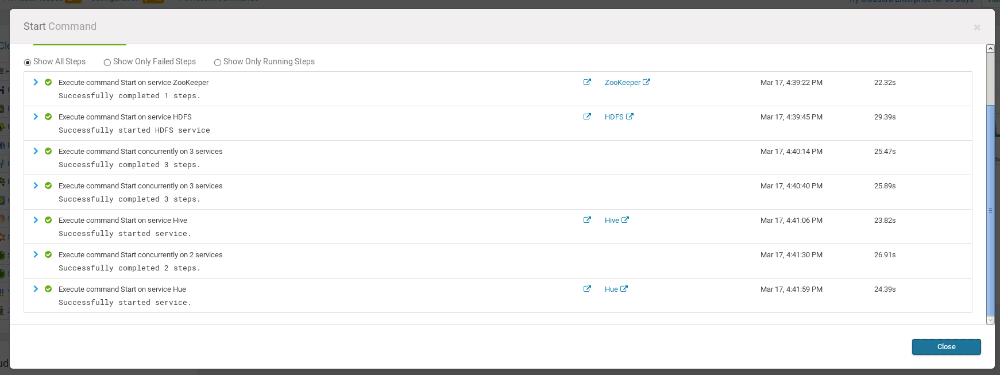 Start Command
Show All Steps Show Only Failed Steps Show Only Running Steps
Execute command Start on service ZooKeeper ZooKeeper Mar 17, 4:39:22 PM 22.32s
Successfully completed 1 steps.
Execute command Start on service HDFS HDFS Mar 17, 4:39:45 PM 29.39s
Successfully started HDFS service
Execute command Start concurrently on 3 services Mar 17, 4:40:14 PM 25.47s
Successfully completed 3 steps.
Execute command Start concurrently on 3 services Mar 17, 4:40:40 PM 25.89s
Successfully completed 3 steps.
Execute command Start on service Hive Hive Mar 17, 4:41:06 PM 23.82s
Successfully started service.
Execute command Start concurrently on 2 services Mar 17, 4:41:30 PM 26.91s
Successfully completed 2 steps.
Execute command Start on service Hue Hue Mar 17, 4:41:59 PM 24.39s
Successfully started service.
Close